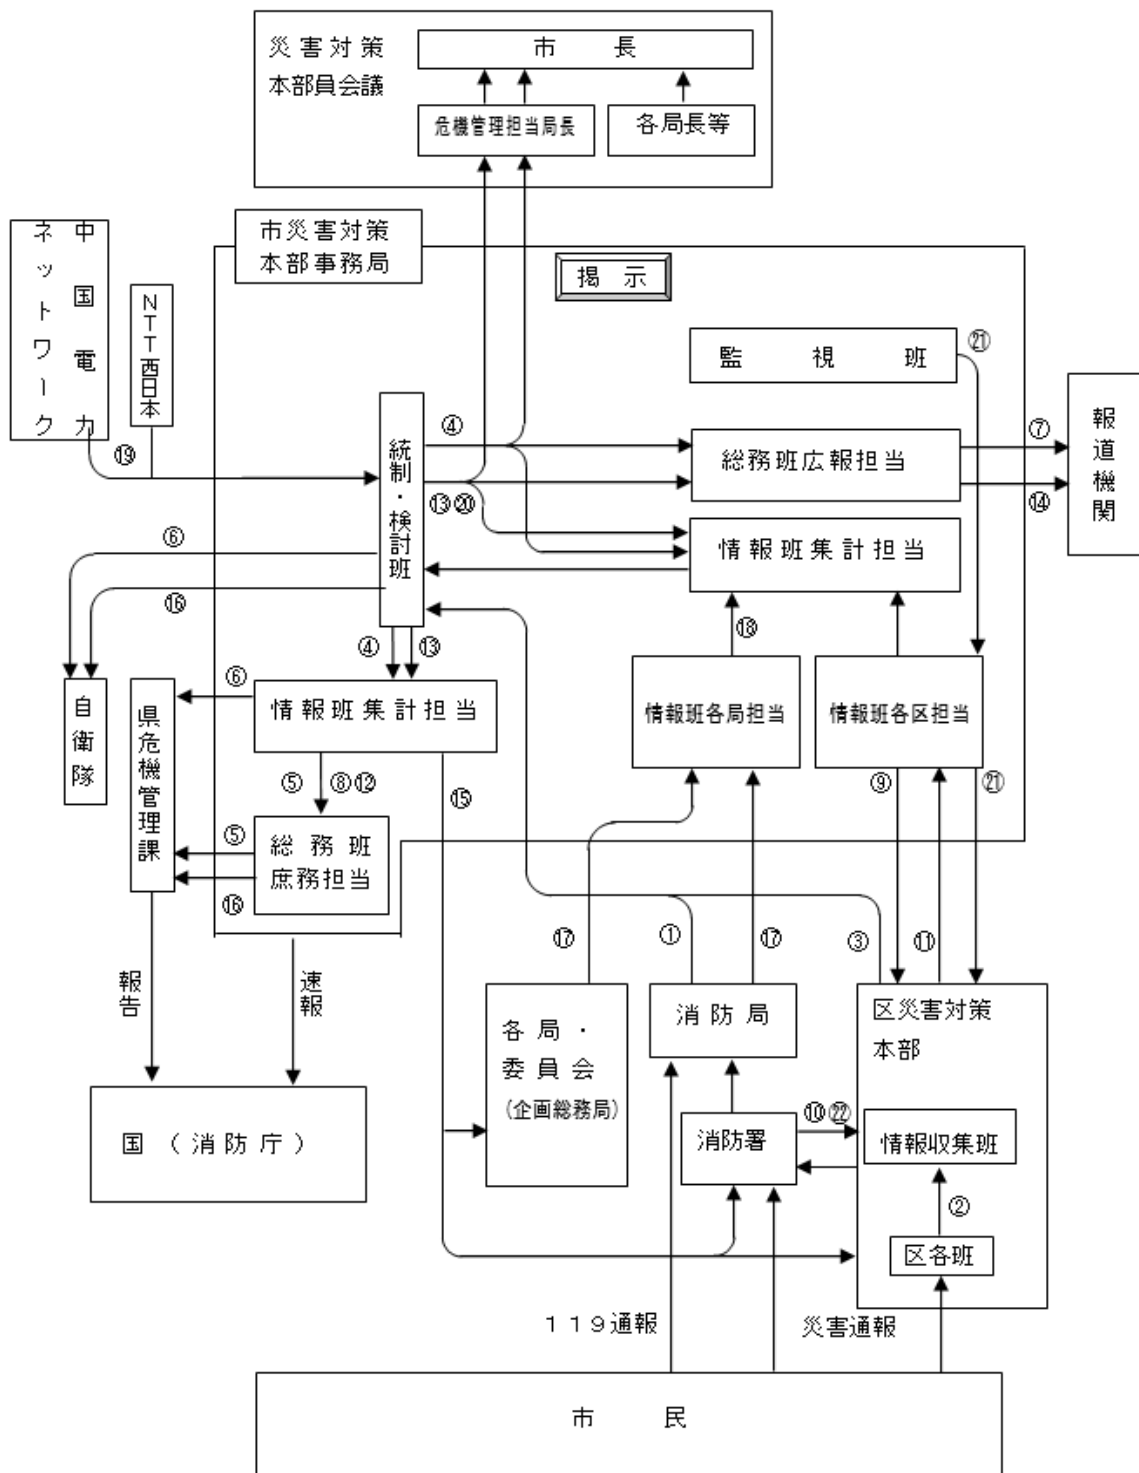 災害対策
本部員会議
市　長
危機管理担当局長
各局長等
市災害対策
本部事務局
掲示
中国電力
ネットワーク
ＮＴＴ西日本
監視班
㉑
④
総務班広報担当
⑦
報道機関
⑲
統制・検討班
⑬⑳
⑭
⑥
情報班集計担当
⑯
④
⑬
⑱
自衛隊
県危機管理課
⑥
情報班集計担当
情報班各局担当
情報班各区担当
⑤
⑧⑫
⑮
⑨
㉑
⑤
総務班
庶務担当
⑯
⑰
①
⑰
③
⑪
報告
速報
各局・
委員会
(企画総務局)
消防局
区災害対策
本部
国（消防庁）
消防署
⑩㉒
情報収集班
②
区各班
１１９通報
災害通報
市　民